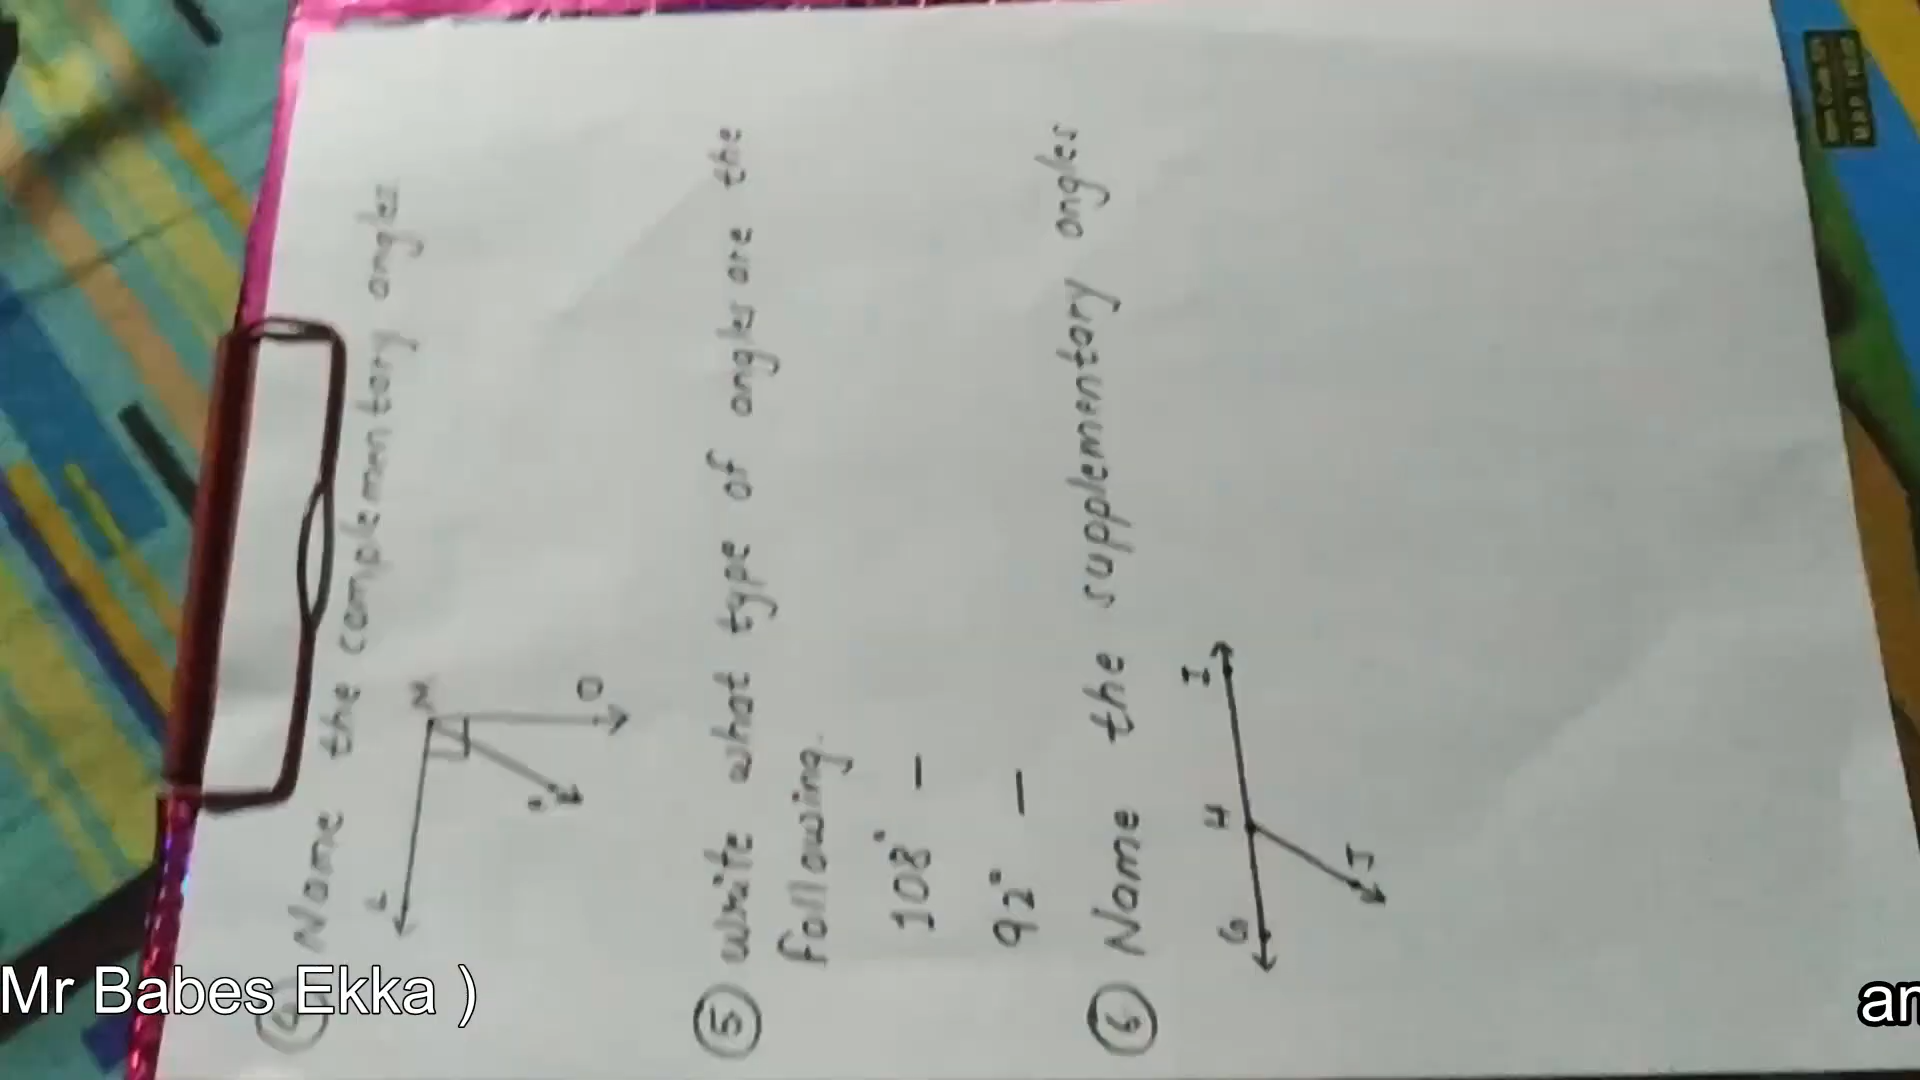 ④ Name the complementary angles
L
M
O
⑤ write what type of angles are the
following.
108° —
92° —
⑥ Name the supplementary angles
G H I
J
Mr Babes Ekka )
an